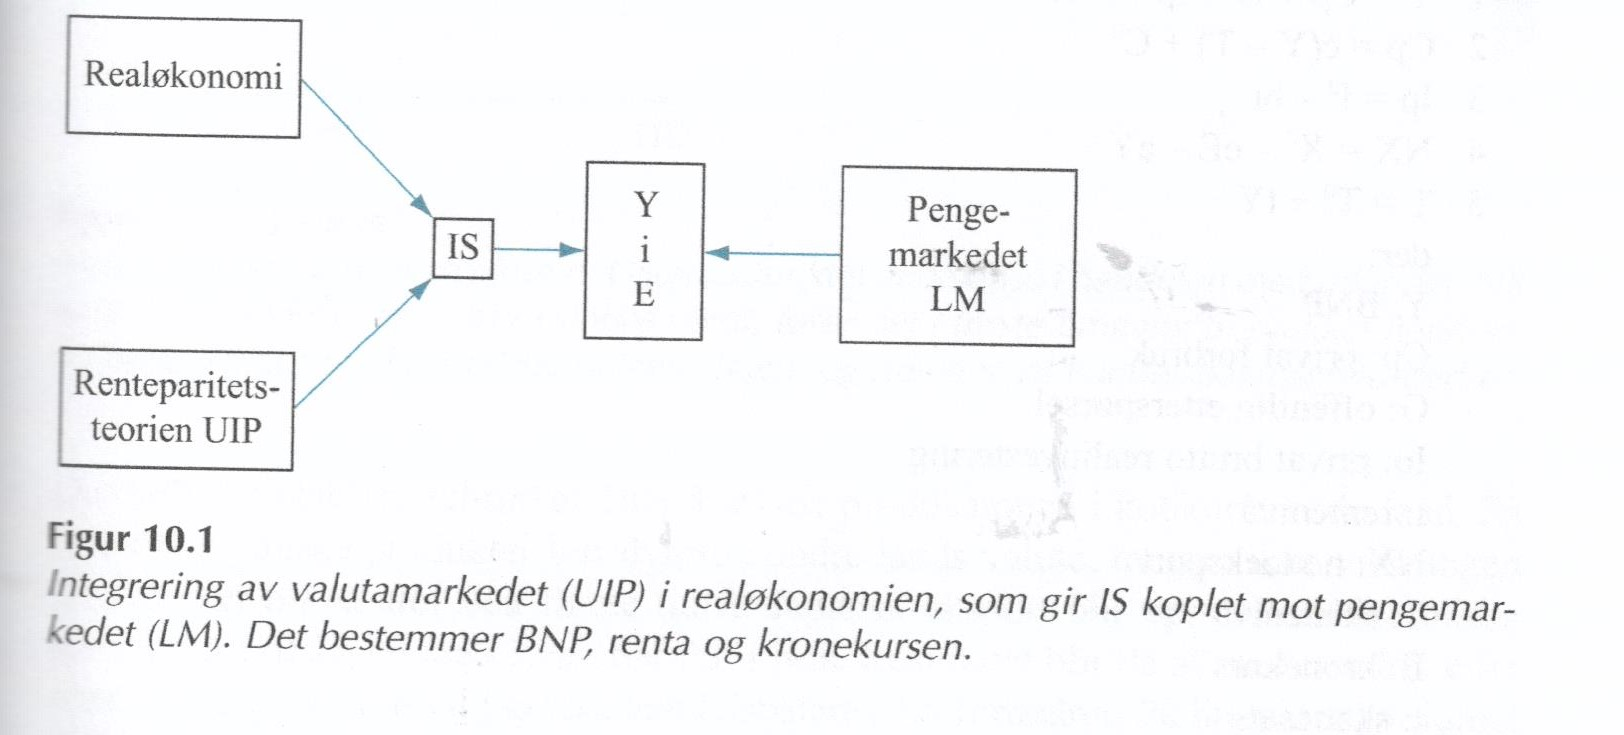 Realøkonomi
IS
Renteparitets-
teorien UIP
Y
i
E
Penge-
markedet
LM
Figur 10.1
Integrering av valutamarkedet (UIP) i realøkonomien, som gir IS koplet mot pengemar-
kedet (LM). Det bestemmer BNP, renta og kronekursen.